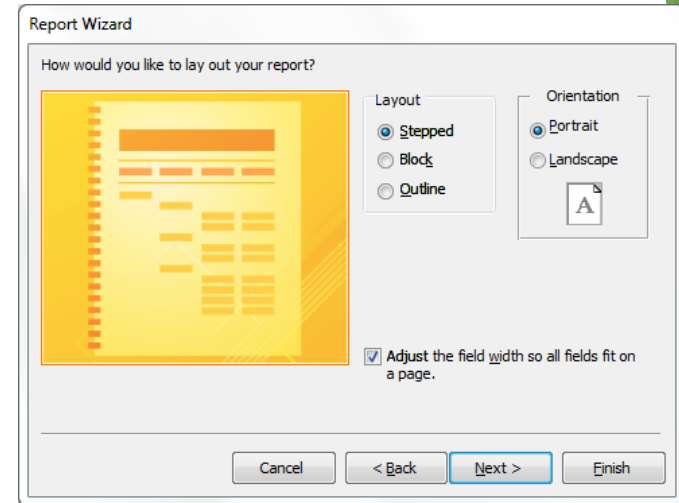 Report Wizard
How would you like to lay out your report?
Layout
Stepped
Block
Outline
Orientation
Portrait
Landscape
A
Adjust the field width so all fields fit on
a page.
Cancel
< Back
Next >
Finish